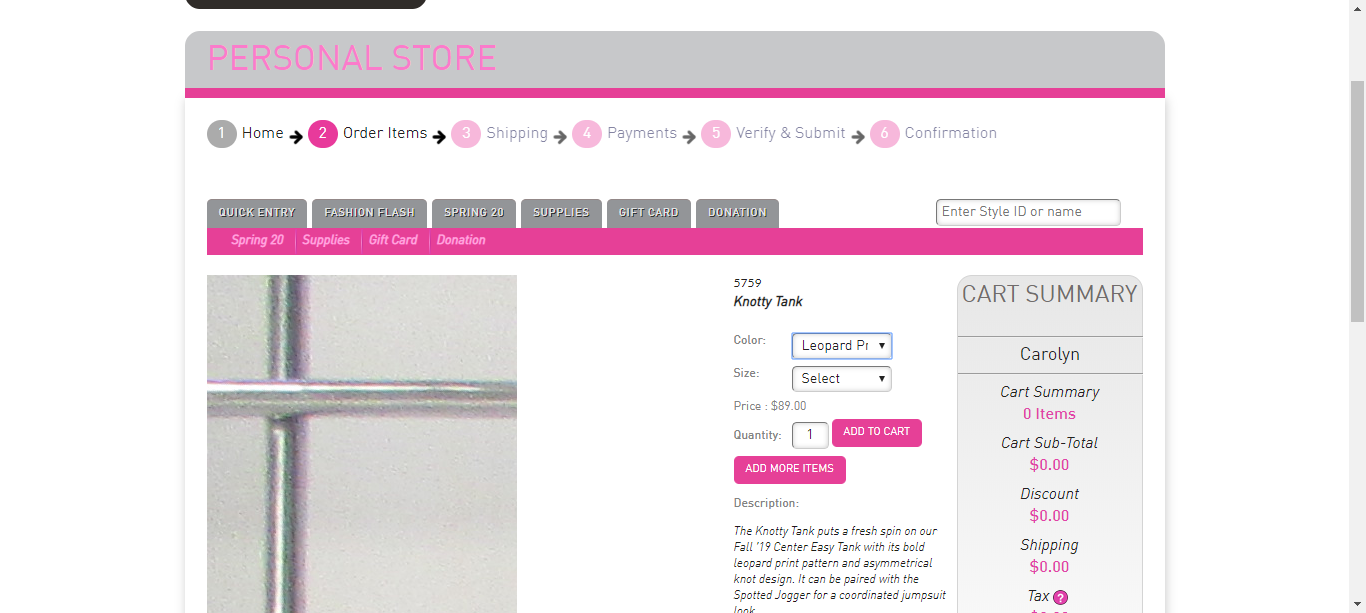 PERSONAL STORE
1 Home 2 Order Items 3 Shipping 4 Payments 5 Verify & Submit 6 Confirmation
QUICK ENTRY FASHION FLASH SPRING 20 SUPPLIES GIFT CARD DONATION
Enter Style ID or name
Spring 20 Supplies Gift Card Donation
5759
Knotty Tank
Color: Leopard Pr
Size: Select
Price : $89.00
Quantity: 1 ADD TO CART
ADD MORE ITEMS
Description:
The Knotty Tank puts a fresh spin on our
Fall '19 Center Easy Tank with its bold
leopard print pattern and asymmetrical
knot design. It can be paired with the
Spotted Jogger for a coordinated jumpsuit
look.
CART SUMMARY
Carolyn
Cart Summary
0 Items
Cart Sub-Total
$0.00
Discount
$0.00
Shipping
$0.00
Tax ?